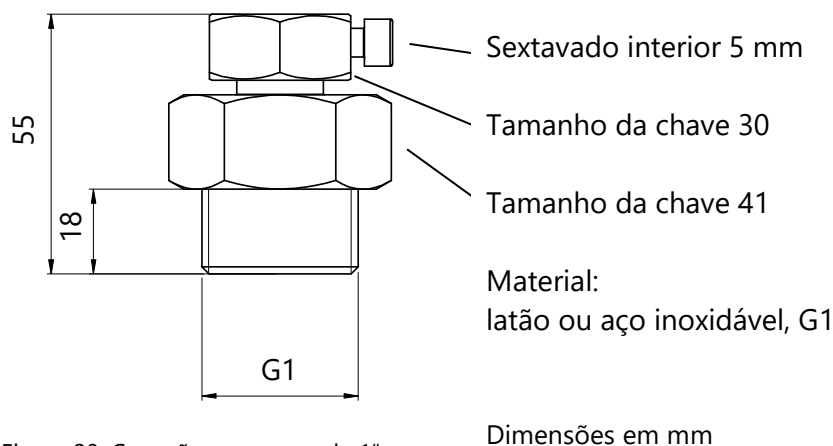 Sextavado interior 5 mm
Tamanho da chave 30
Tamanho da chave 41
55
18
G1
Material:
latão ou aço inoxidável, G1
Dimensões em mm